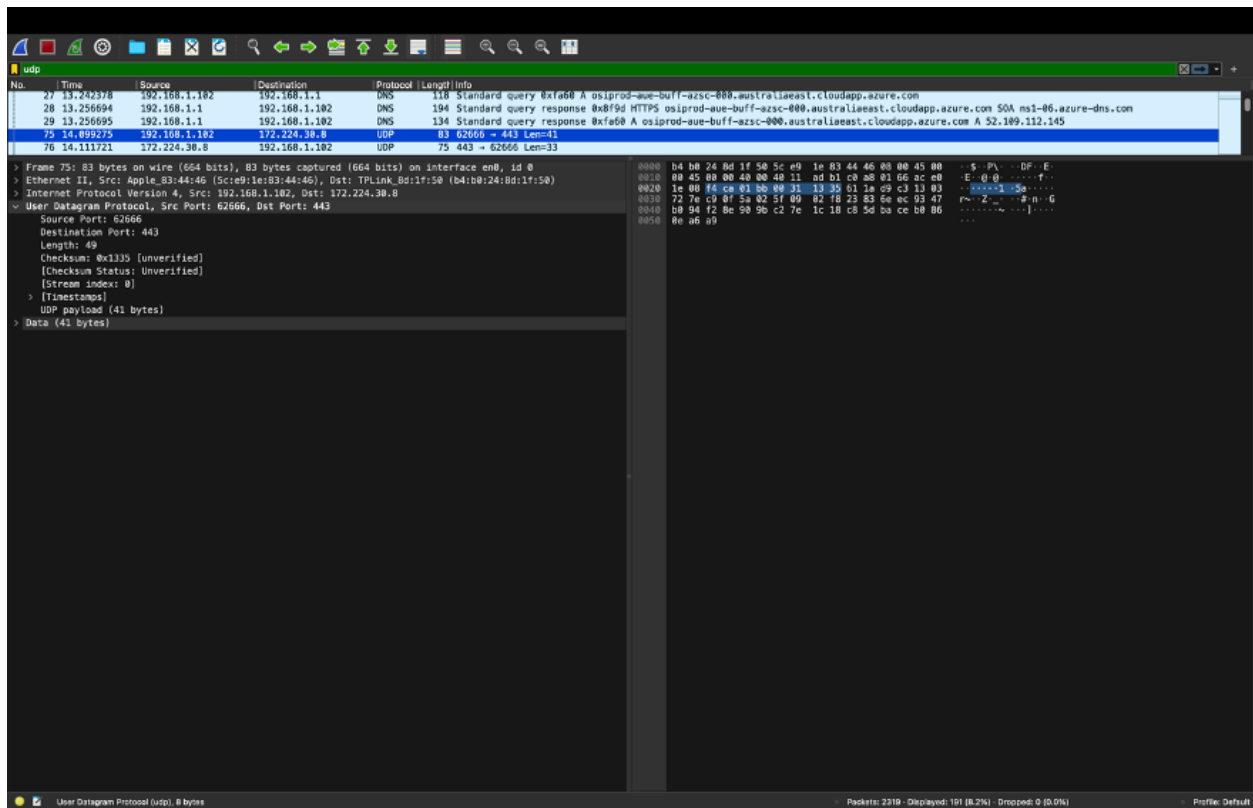 udp
No. Time Source Destination Protocol Length Info
27 13.242378 192.168.1.102 192.168.1.1 DNS 118 Standard query 0xfa60 A osiprod-aue-buff-azsc-000.australiaeast.cloudapp.azure.com
28 13.256694 192.168.1.1 192.168.1.102 DNS 194 Standard query response 0x8f9d HTTPS osiprod-aue-buff-azsc-000.australiaeast.cloudapp.azure.com SOA ns1-06.azure-dns.com
29 13.256695 192.168.1.1 192.168.1.102 DNS 134 Standard query response 0xfa60 A osiprod-aue-buff-azsc-000.australiaeast.cloudapp.azure.com A 52.109.112.145
75 14.099275 192.168.1.102 172.224.30.8 UDP 83 62666 → 443 Len=41
76 14.111721 172.224.30.8 192.168.1.102 UDP 75 443 → 62666 Len=33
Frame 75: 83 bytes on wire (664 bits), 83 bytes captured (664 bits) on interface en0, id 0
Ethernet II, Src: Apple_83:44:46 (5c:e9:1e:83:44:46), Dst: TPLink_8d:1f:50 (b4:b0:24:8d:1f:50)
Internet Protocol Version 4, Src: 192.168.1.102, Dst: 172.224.30.8
User Datagram Protocol, Src Port: 62666, Dst Port: 443
Source Port: 62666
Destination Port: 443
Length: 49
Checksum: 0x1335 [unverified]
[Checksum Status: Unverified]
[Stream index: 0]
[Timestamps]
UDP payload (41 bytes)
Data (41 bytes)
0000 b4 b0 24 8d 1f 50 5c e9 1e 83 44 46 08 00 45 00
0010 00 45 00 00 40 00 40 11 ad b1 c0 a8 01 66 ac e0
0020 1e 08 f4 ca 01 bb 00 31 13 35 61 1a d9 c3 13 03
0030 72 7e c9 0f 5a 02 5f 09 02 f8 23 83 6e ec 93 47
0040 b0 94 f2 8e 90 9b c2 7e 1c 18 c8 5d ba ce b0 86
0050 0e a6 a9
User Datagram Protocol (udp), 8 bytes
Packets: 2319 · Displayed: 191 (8.2%) · Dropped: 0 (0.0%)
Profile: Default